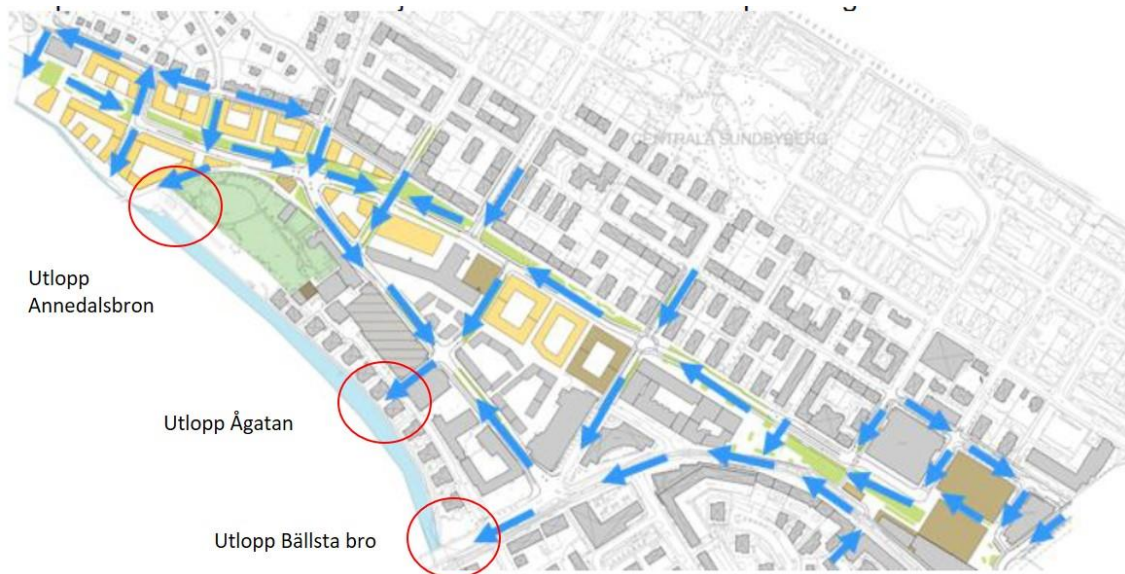 CENTRALA SUNDBYBERG
Utlopp
Annedalsbron
Utlopp Ågatan
Utlopp Bällsta bro